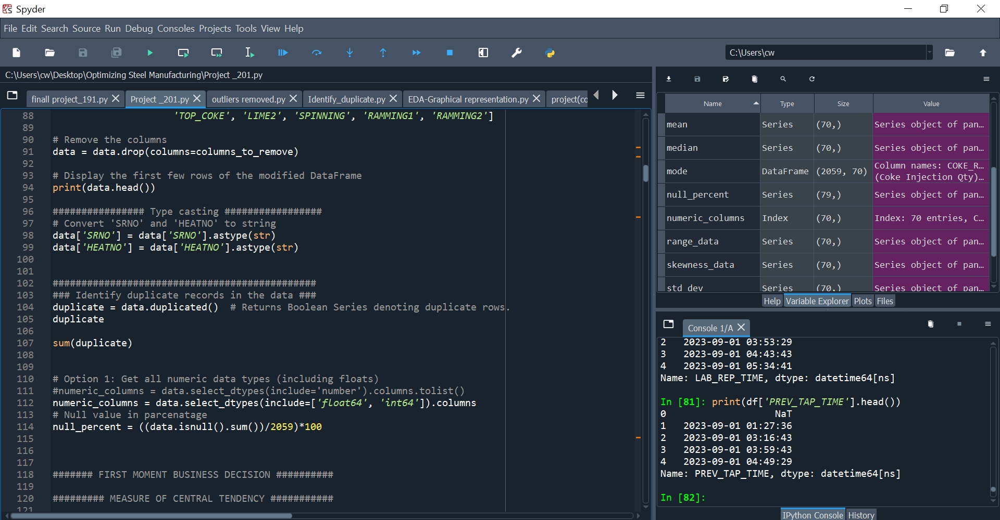 Spyder
File Edit Search Source Run Debug Consoles Projects Tools View Help
C:\Users\cw
C:\Users\cw\Desktop\Optimizing Steel Manufacturing\Project _201.py
finall project_191.py
Project _201.py
outliers removed.py
Identify_duplicate.py
EDA-Graphical representation.py
project(co
88 'TOP_COKE', 'LIME2', 'SPINNING', 'RAMMING1', 'RAMMING2']
89
90 # Remove the columns
91 data = data.drop(columns=columns_to_remove)
92
93 # Display the first few rows of the modified DataFrame
94 print(data.head())
95
96 ################ Type casting #################
97 # Convert 'SRNO' and 'HEATNO' to string
98 data['SRNO'] = data['SRNO'].astype(str)
99 data['HEATNO'] = data['HEATNO'].astype(str)
100
101
102 ##############################################
103 ### Identify duplicate records in the data ###
104 duplicate = data.duplicated()  # Returns Boolean Series denoting duplicate rows.
105 duplicate
106
107 sum(duplicate)
108
109
110 # Option 1: Get all numeric data types (including floats)
111 #numeric_columns = data.select_dtypes(include='number').columns.tolist()
112 numeric_columns = data.select_dtypes(include=['float64', 'int64']).columns
113 # Null value in parcenatage
114 null_percent = ((data.isnull().sum())/2059)*100
115
116
117
118 ####### FIRST MOMENT BUSINESS DECISION ##########
119
120 ######### MEASURE OF CENTRAL TENDENCY ###########
121
Name Type Size Value
mean Series (70,) Series object of pan...
median Series (70,) Series object of pan...
mode DataFrame (2059, 70) Column names: COKE_R...
(Coke Injection Qty)...
null_percent Series (79,) Series object of pan...
numeric_columns Index (70,) Index: 70 entries, C...
range_data Series (70,) Series object of pan...
skewness_data Series (70,) Series object of pan...
std_dev Series (70,) Series object of pan...
Help Variable Explorer Plots Files
Console 1/A
2 2023-09-01 03:53:29
3 2023-09-01 04:43:43
4 2023-09-01 05:34:41
Name: LAB_REP_TIME, dtype: datetime64[ns]
In [81]: print(df['PREV_TAP_TIME'].head())
0 NaT
1 2023-09-01 01:27:36
2 2023-09-01 03:16:43
3 2023-09-01 03:59:43
4 2023-09-01 04:49:29
Name: PREV_TAP_TIME, dtype: datetime64[ns]
In [82]:
IPython Console History